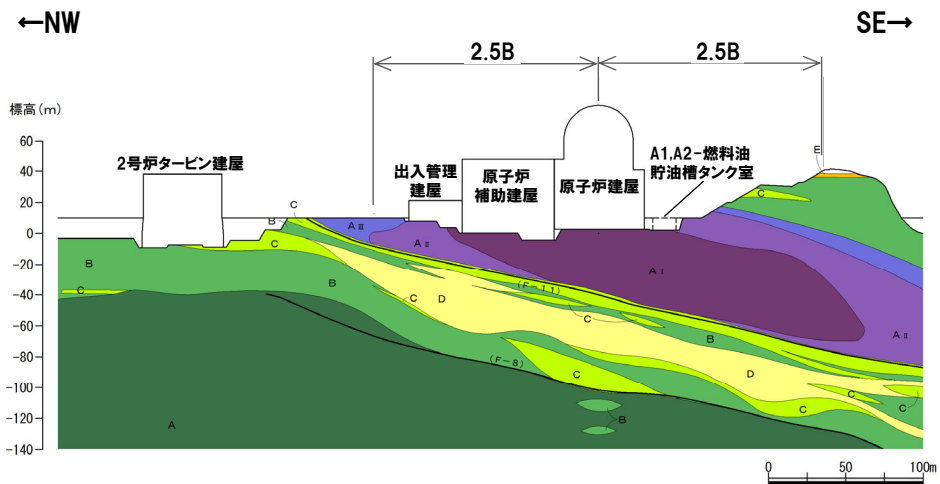 ←NW
SE→
2.5B
2.5B
標高(m)
60
40
20
0
-20
-40
-60
-80
-100
-120
-140
2号炉タービン建屋
出入管理
建屋
原子炉
補助建屋
原子炉建屋
A1,A2-燃料油
貯油槽タンク室
E
C
C
B
C
AⅢ
AⅡ
AⅠ
AⅡ
B
B
C
C
D
(F-11)
C
B
D
(F-8)
C
C
C
C
B
A
0
50
100m